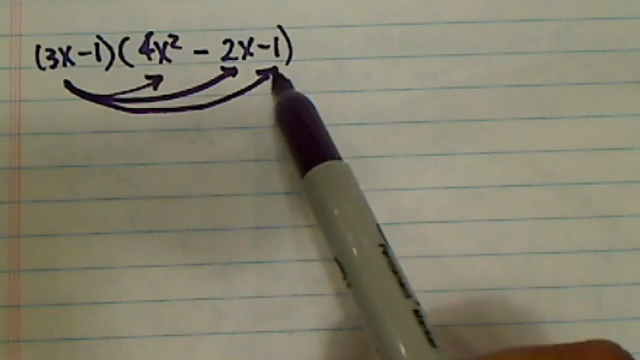 (3x-1)(4x² - 2x-1)